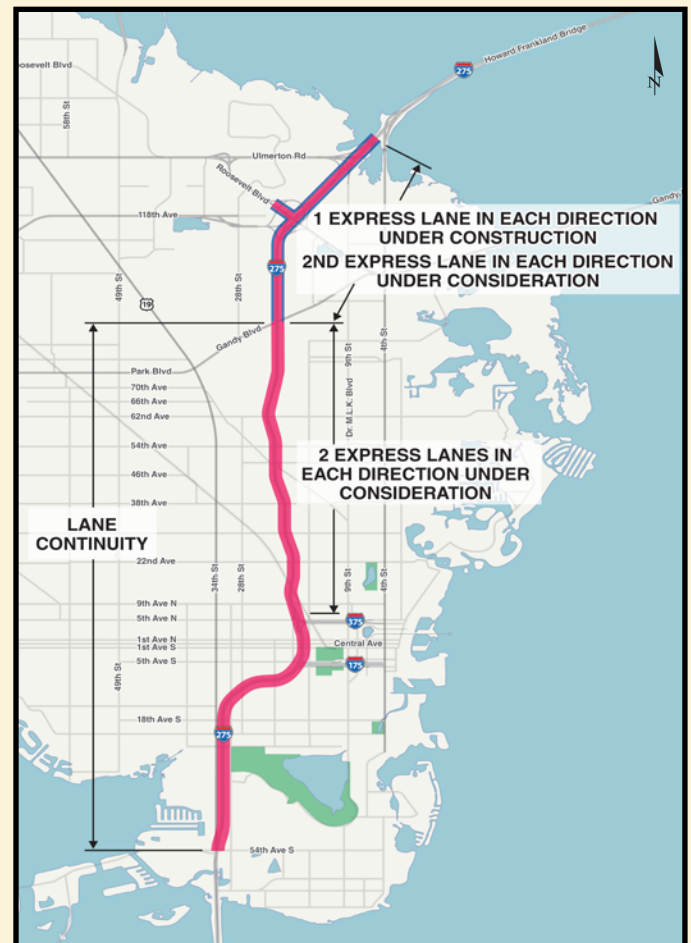 Howard Frankland Bridge
275
N
osevelt Blvd
58th St
Ulmerton Rd
Roosevelt Blvd
118th Ave
Gandy
1 EXPRESS LANE IN EACH DIRECTION
UNDER CONSTRUCTION
2ND EXPRESS LANE IN EACH DIRECTION
UNDER CONSIDERATION
275
49th St
19
28th St
Gandy Blvd
9th St
4th St
Park Blvd
70th Ave
66th Ave
62nd Ave
Dr. M.L.K. Blvd
54th Ave
46th Ave
38th Ave
2 EXPRESS LANES IN
EACH DIRECTION UNDER
CONSIDERATION
LANE
CONTINUITY
22nd Ave
34th St
28th St
9th St
4th St
9th Ave N
5th Ave N
375
1st Ave N
1st Ave S
Central Ave
5th Ave S
175
49th St
18th Ave S
275
54th Ave S